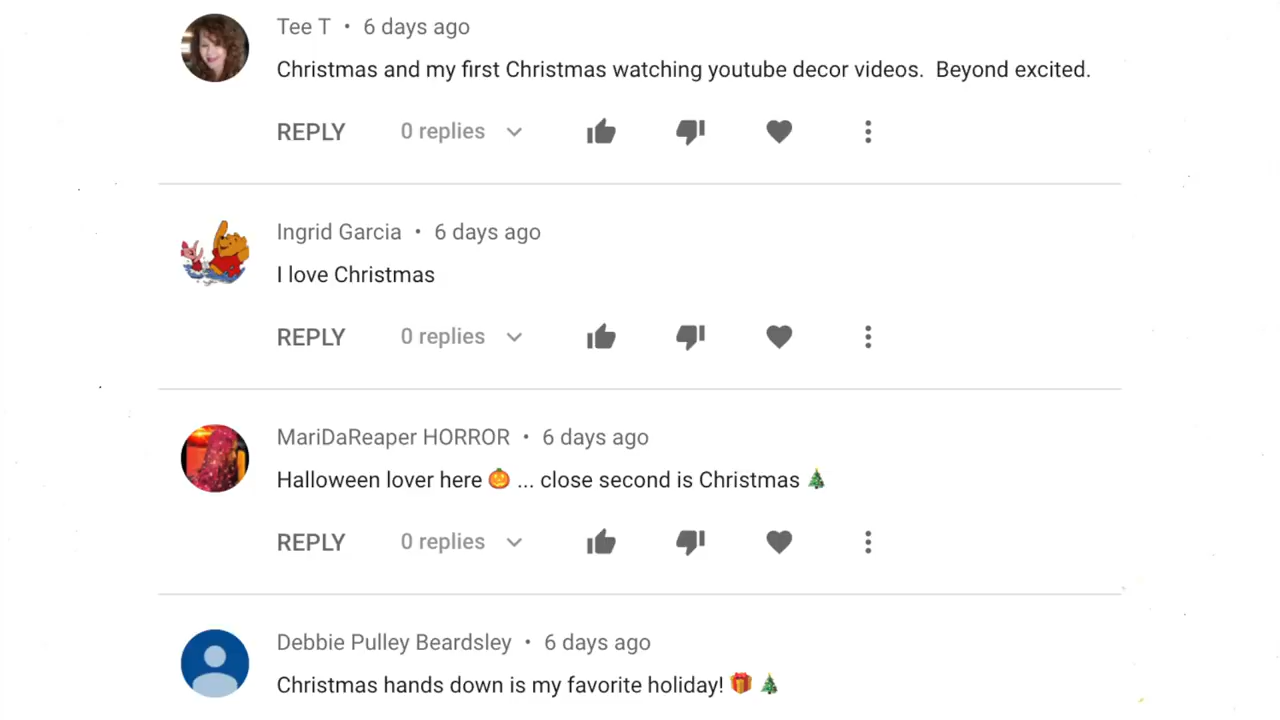 Tee T • 6 days ago
Christmas and my first Christmas watching youtube decor videos.  Beyond excited.
REPLY 0 replies
Ingrid Garcia • 6 days ago
I love Christmas
REPLY 0 replies
MariDaReaper HORROR • 6 days ago
Halloween lover here 🎃 ... close second is Christmas 🎄
REPLY 0 replies
Debbie Pulley Beardsley • 6 days ago
Christmas hands down is my favorite holiday! 🎁 🎄